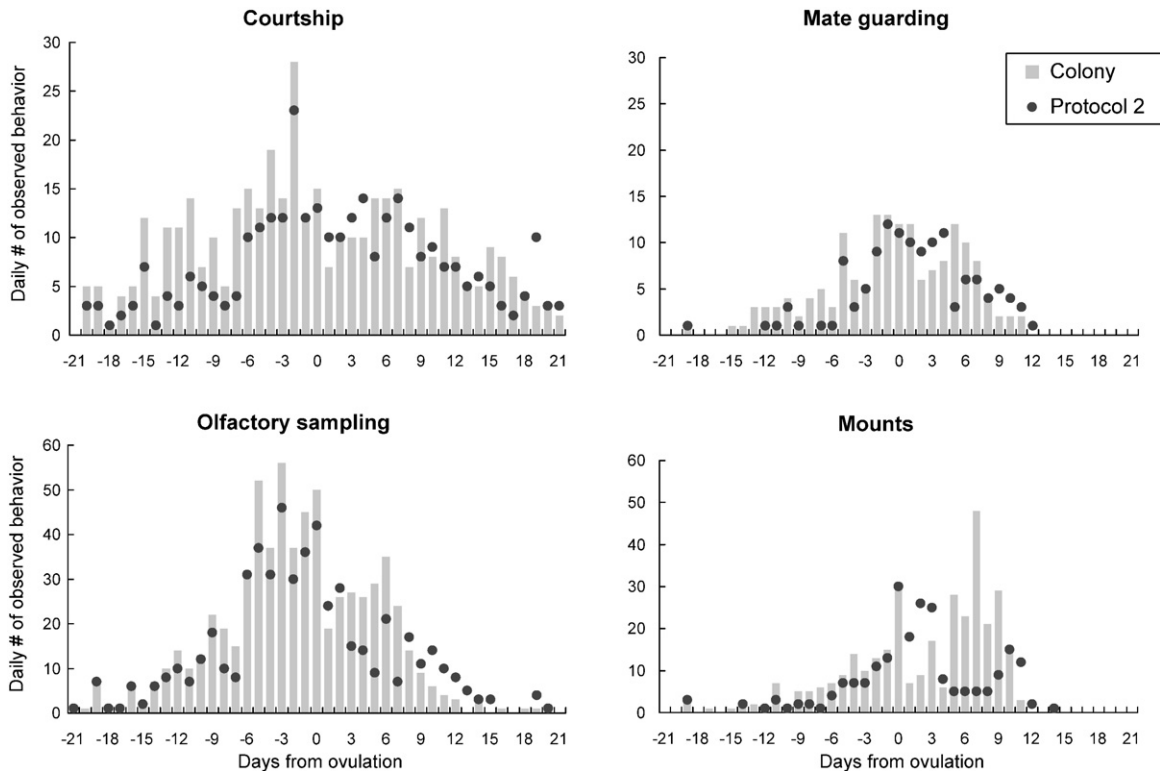 Courtship
Mate guarding
Daily # of observed behavior
30
25
20
15
10
5
0
-21 -18 -15 -12 -9 -6 -3 0 3 6 9 12 15 18 21
30
25
20
15
10
5
0
-21 -18 -15 -12 -9 -6 -3 0 3 6 9 12 15 18 21
Colony
Protocol 2
Olfactory sampling
Mounts
Daily # of observed behavior
60
50
40
30
20
10
0
-21 -18 -15 -12 -9 -6 -3 0 3 6 9 12 15 18 21
Days from ovulation
60
50
40
30
20
10
0
-21 -18 -15 -12 -9 -6 -3 0 3 6 9 12 15 18 21
Days from ovulation